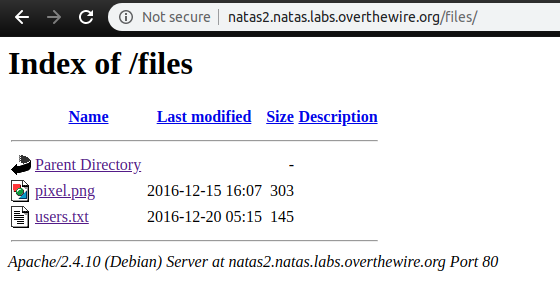 Not secure | natas2.natas.labs.overthewire.org/files/
Index of /files
Name Last modified Size Description
Parent Directory -
pixel.png 2016-12-15 16:07 303
users.txt 2016-12-20 05:15 145
Apache/2.4.10 (Debian) Server at natas2.natas.labs.overthewire.org Port 80